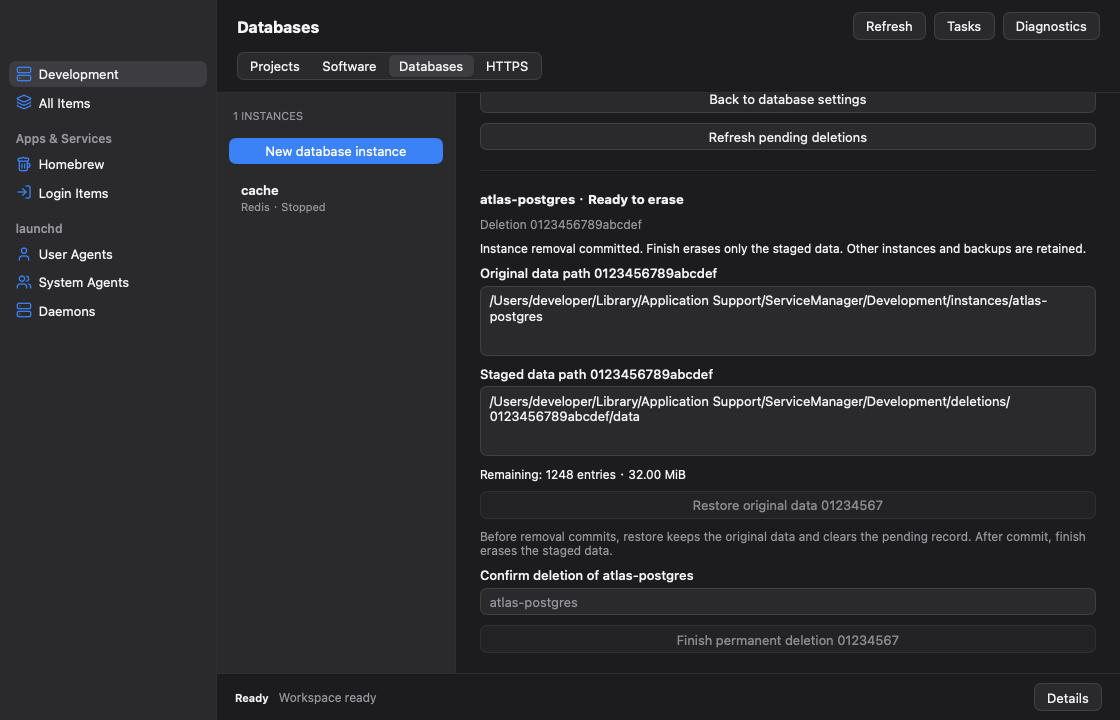 Databases
Refresh
Tasks
Diagnostics
Projects
Software
Databases
HTTPS
Development
All Items
Apps & Services
Homebrew
Login Items
launchd
User Agents
System Agents
Daemons
1 INSTANCES
New database instance
cache
Redis · Stopped
Back to database settings
Refresh pending deletions
atlas-postgres · Ready to erase
Deletion 0123456789abcdef
Instance removal committed. Finish erases only the staged data. Other instances and backups are retained.
Original data path 0123456789abcdef
/Users/developer/Library/Application Support/ServiceManager/Development/instances/atlas-
postgres
Staged data path 0123456789abcdef
/Users/developer/Library/Application Support/ServiceManager/Development/deletions/
0123456789abcdef/data
Remaining: 1248 entries · 32.00 MiB
Restore original data 01234567
Before removal commits, restore keeps the original data and clears the pending record. After commit, finish
erases the staged data.
Confirm deletion of atlas-postgres
atlas-postgres
Finish permanent deletion 01234567
Ready
Workspace ready
Details